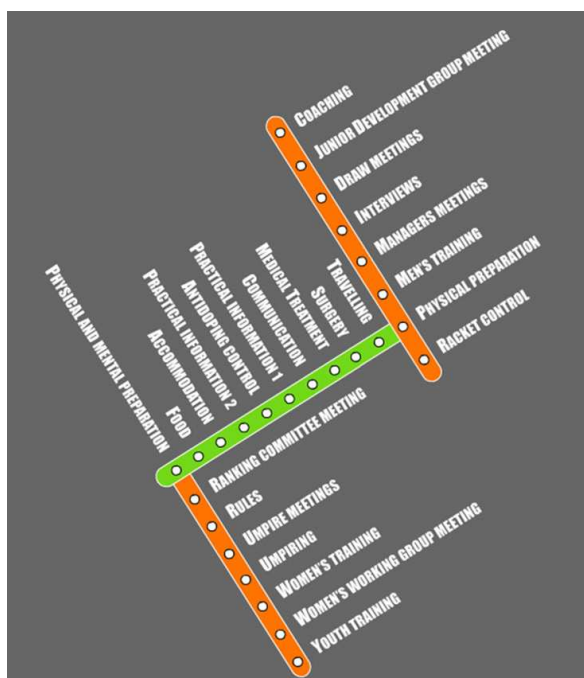 COACHING
JUNIOR DEVELOPMENT GROUP MEETING
DRAW MEETINGS
INTERVIEWS
MANAGERS MEETINGS
MEN'S TRAINING
PHYSICAL PREPARATION
RACKET CONTROL
TRAVELLING
SURGERY
MEDICAL TREATMENT
COMMUNICATION
PRACTICAL INFORMATION 1
ANTIDOPING CONTROL
PRACTICAL INFORMATION 2
ACCOMMODATION
FOOD
PHYSICAL AND MENTAL PREPARATION
RANKING COMMITTEE MEETING
RULES
UMPIRE MEETINGS
UMPIRING
WOMEN'S TRAINING
WOMEN'S WORKING GROUP MEETING
YOUTH TRAINING